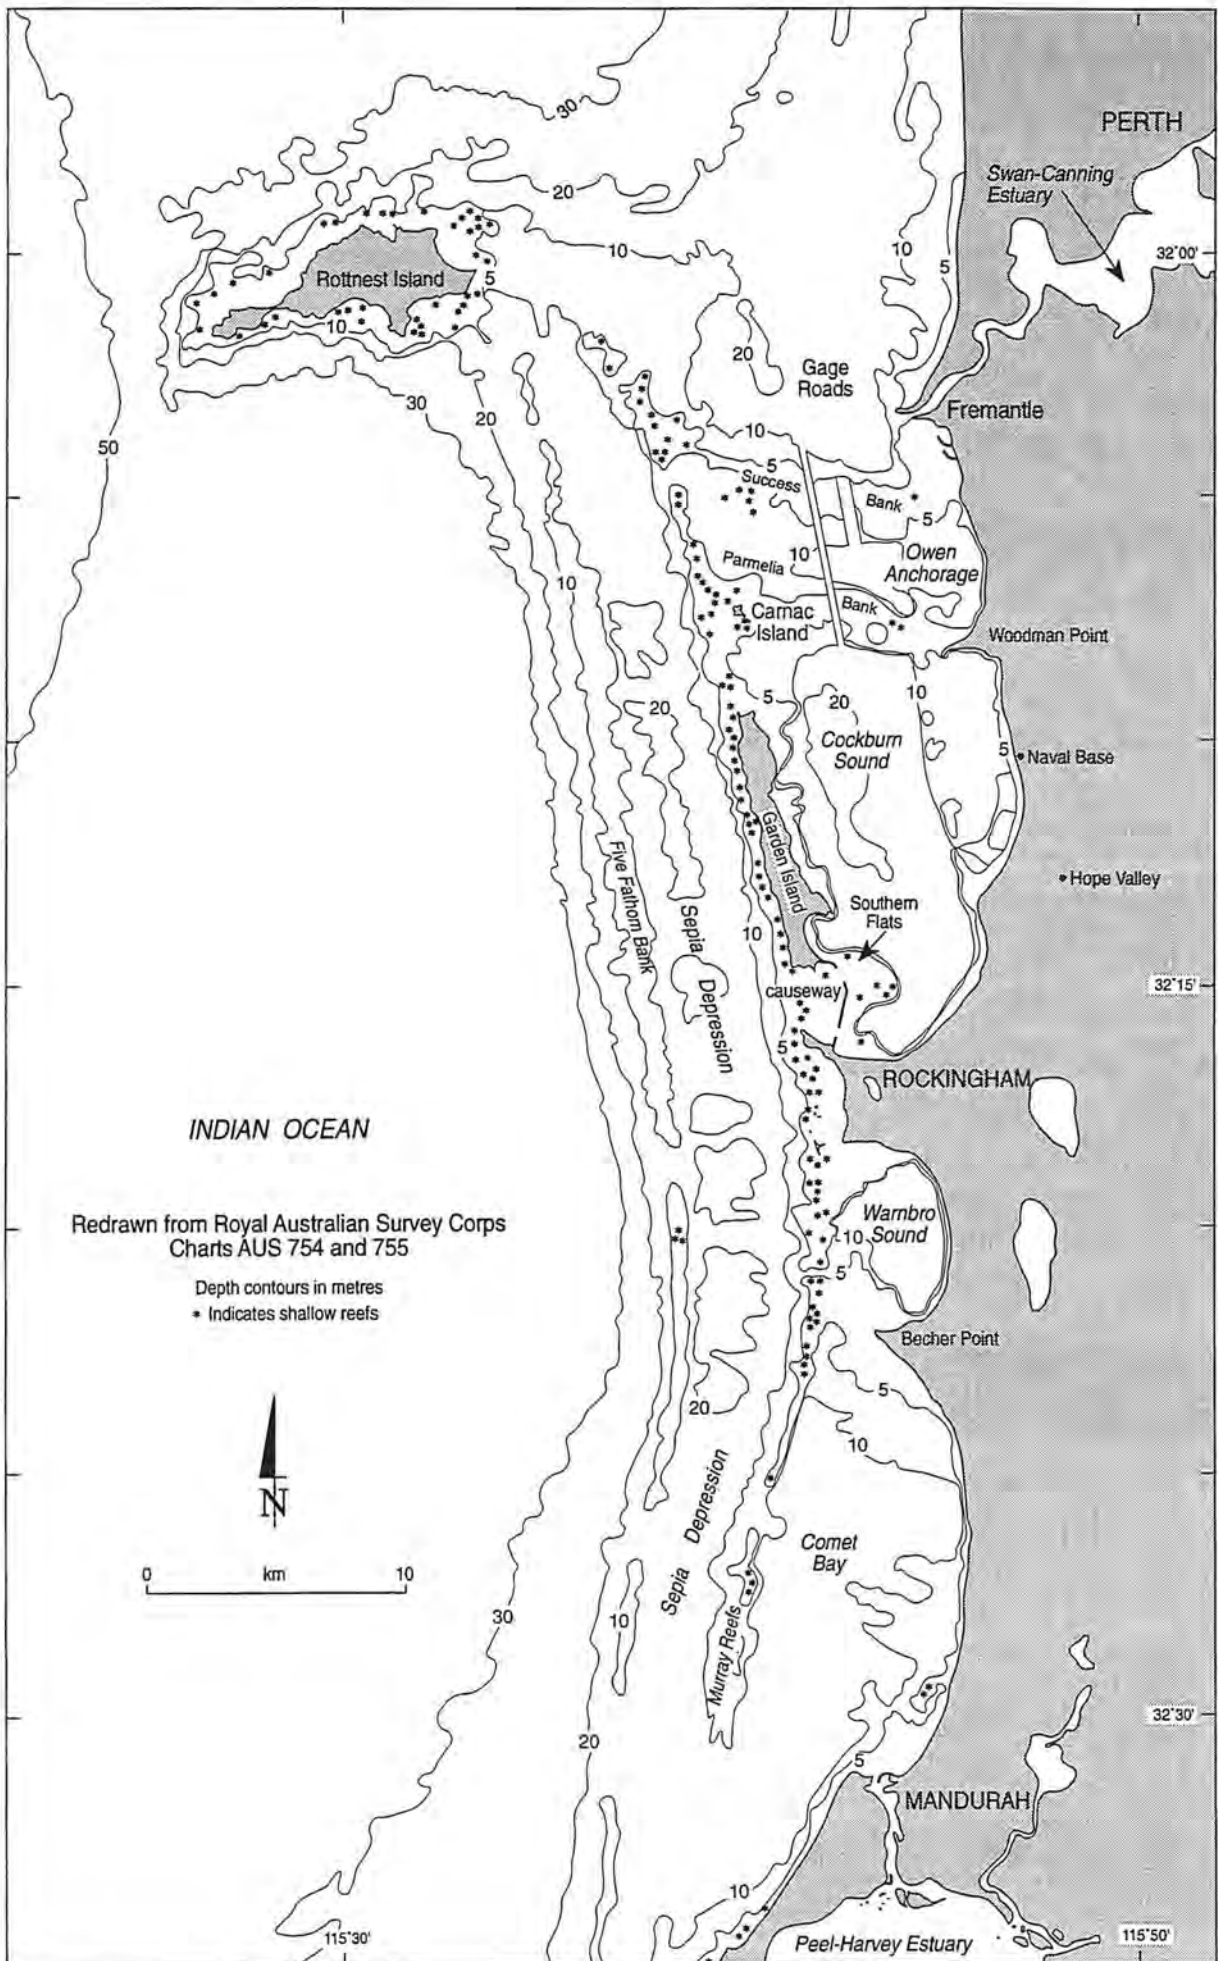 30
PERTH
Swan-Canning
Estuary
20
10
10
32°00'
5
Rottnest Island
5
10
20
Gage
Roads
30
20
Fremantle
50
10
5
Success
Bank
5
10
Owen
Anchorage
Parmelia
10
Carnac
Island
Bank
Woodman Point
5
20
10
20
Cockburn
Sound
5
Naval Base
Garden Island
Five Fathom Bank
Hope Valley
Southern
Flats
Sepia
Depression
10
causeway
32°15'
5
ROCKINGHAM
INDIAN OCEAN
Redrawn from Royal Australian Survey Corps
Charts AUS 754 and 755
Depth contours in metres
* Indicates shallow reefs
Warnbro
Sound
10
5
Becher Point
5
20
10
N
Sepia Depression
Comet
Bay
0 km 10
30
10
Murray Reefs
32°30'
20
5
MANDURAH
10
115°30'
Peel-Harvey Estuary
115°50'